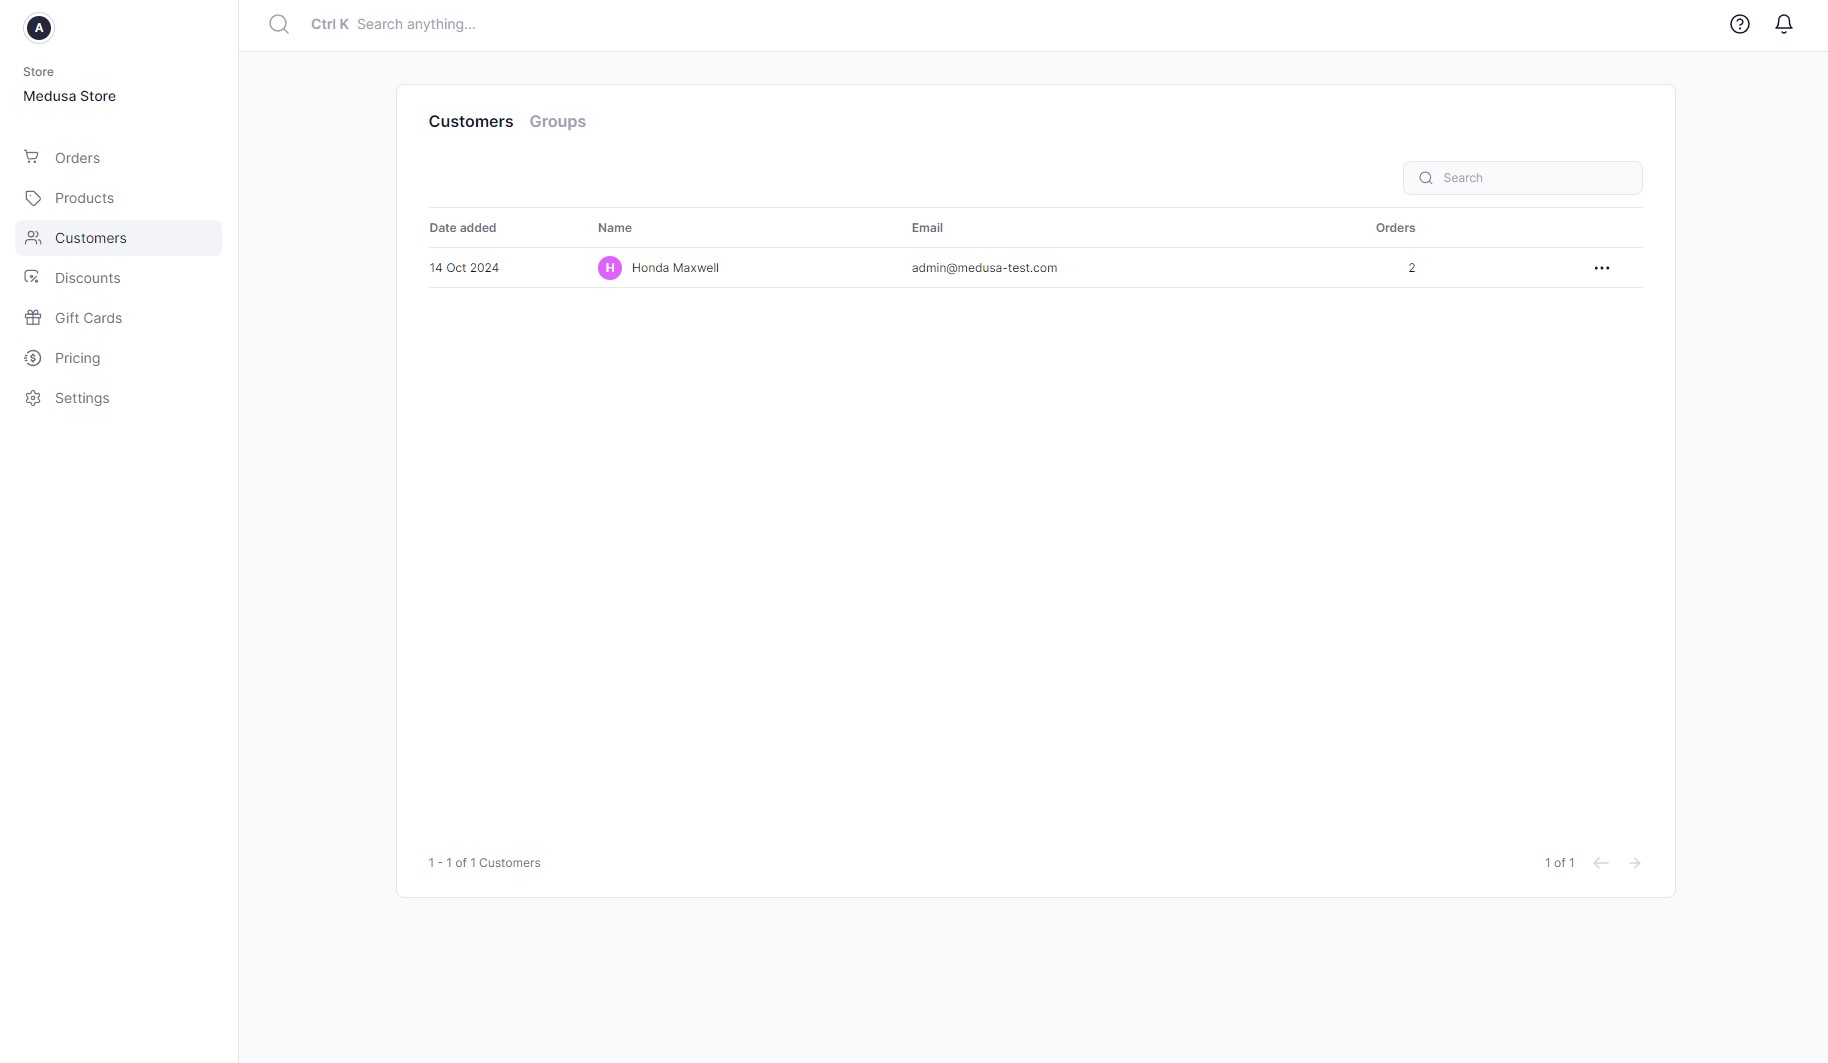 A
Store
Medusa Store
Orders
Products
Customers
Discounts
Gift Cards
Pricing
Settings
Ctrl K Search anything...
Customers Groups
Search
Date added Name Email Orders
14 Oct 2024 H Honda Maxwell admin@medusa-test.com 2
1 - 1 of 1 Customers 1 of 1